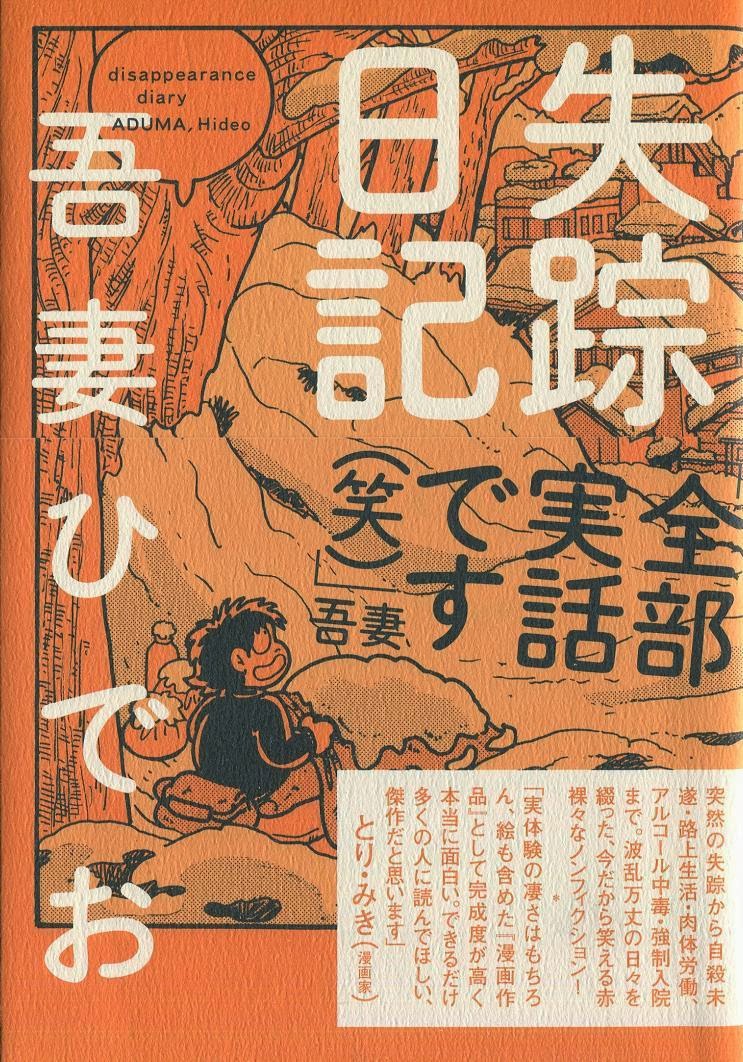 失踪
日記
disappearance
diary
ADUMA, Hideo
吾妻ひでお
全部
実話
です
(笑)」
吾妻
突然の失踪から自殺未
遂・路上生活・肉体労働、
アルコール中毒・強制入院
まで。波乱万丈の日々を
綴った、今だから笑える赤
裸々なノンフィクション!
*
「実体験の凄さはもちろ
ん、絵も含めた『漫画作
品』として完成度が高く
本当に面白い。できるだけ
多くの人に読んでほしい、
傑作だと思います」
とり・みき(漫画家)